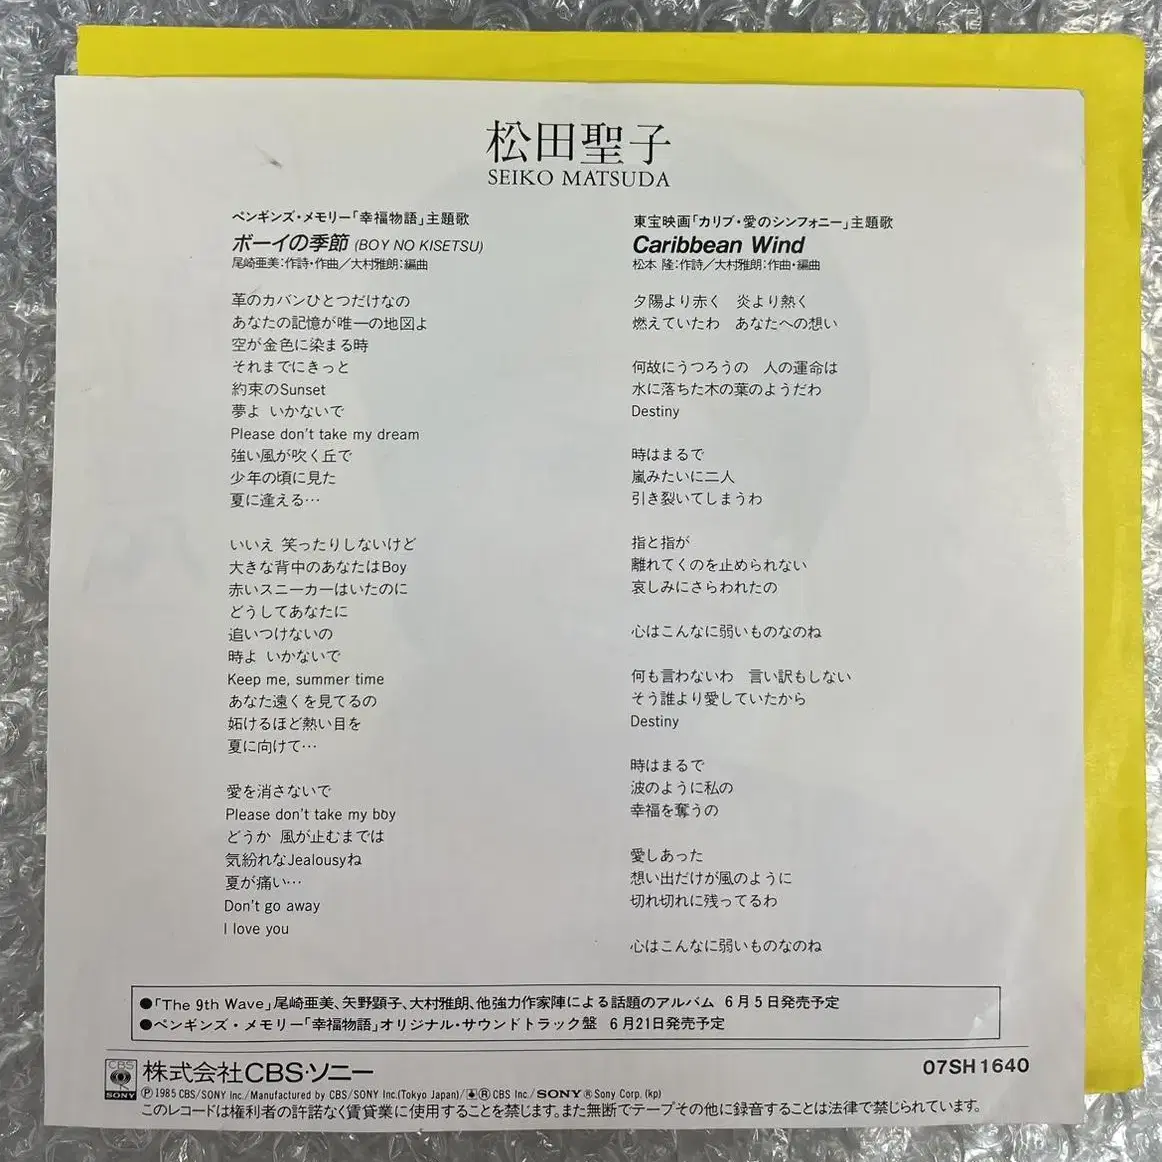 松田聖子
SEIKO MATSUDA
ペンギンズ・メモリー「幸福物語」主題歌
ボーイの季節 (BOY NO KISETSU)
尾崎亜美:作詩・作曲/大村雅朗:編曲
革のカバンひとつだけなの
あなたの記憶が唯一の地図よ
空が金色に染まる時
それまでにきっと
約束のSunset
夢よ いかないで
Please don't take my dream
強い風が吹く丘で
少年の頃に見た
夏に逢える…
いいえ 笑ったりしないけど
大きな背中のあなたはBoy
赤いスニーカーはいたのに
どうしてあなたに
追いつけないの
時よ いかないで
Keep me, summer time
あなた遠くを見てるの
妬けるほど熱い目を
夏に向けて…
愛を消さないで
Please don't take my boy
どうか 風が止むまでは
気紛れなJealousyね
夏が痛い…
Don't go away
I love you
東宝映画「カリブ・愛のシンフォニー」主題歌
Caribbean Wind
松本 隆:作詩/大村雅朗:作曲・編曲
夕陽より赤く 炎より熱く
燃えていたわ あなたへの想い
何故にうつろうの 人の運命は
水に落ちた木の葉のようだわ
Destiny
時はまるで
嵐みたいに二人
引き裂いてしまうわ
指と指が
離れてくのを止められない
哀しみにさらわれたの
心はこんなに弱いものなのね
何も言わないわ 言い訳もしない
そう誰より愛していたから
Destiny
時はまるで
波のように私の
幸福を奪うの
愛しあった
想い出だけが風のように
切れ切れに残ってるわ
心はこんなに弱いものなのね
●「The 9th Wave」尾崎亜美、矢野顕子、大村雅朗、他強力作家陣による話題のアルバム 6月5日発売予定
●ペンギンズ・メモリー「幸福物語」オリジナル・サウンドトラック盤 6月21日発売予定
CBS
SONY
株式会社CBS・ソニー
07SH 1640
Ⓟ 1985 CBS/SONY Inc./Manufactured by CBS/SONY Inc.(Tokyo Japan)/ ® CBS Inc./SONY ® Sony Corp. (kp)
このレコードは権利者の許諾なく賃貸業に使用することを禁じます。また無断でテープその他に録音することは法律で禁じられています。